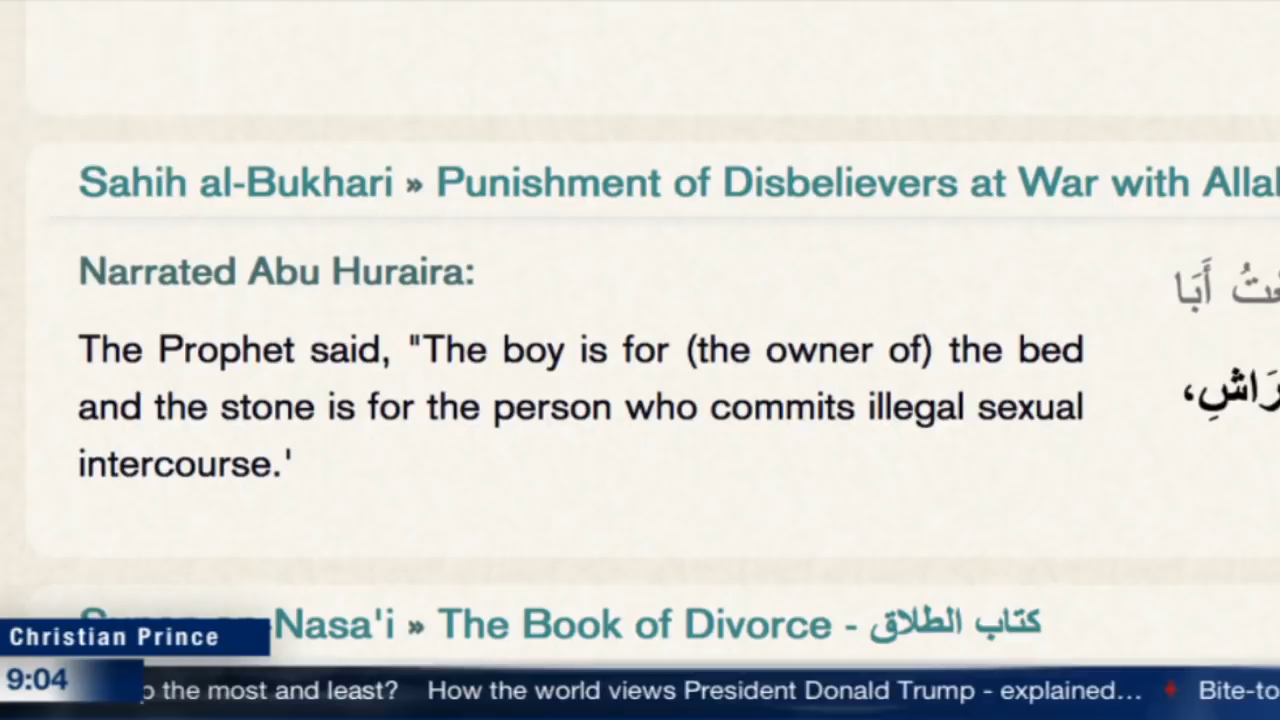 Sahih al-Bukhari » Punishment of Disbelievers at War with
Narrated Abu Huraira:
أَبَا
The Prophet said, "The boy is for (the owner of) the bed
and the stone is for the person who commits illegal sexual
intercourse.'
Nasa'i » The Book of Divorce - كتاب الطلاق
Christian Prince
9:04
the most and least? How the world views President Donald Trump - explained...